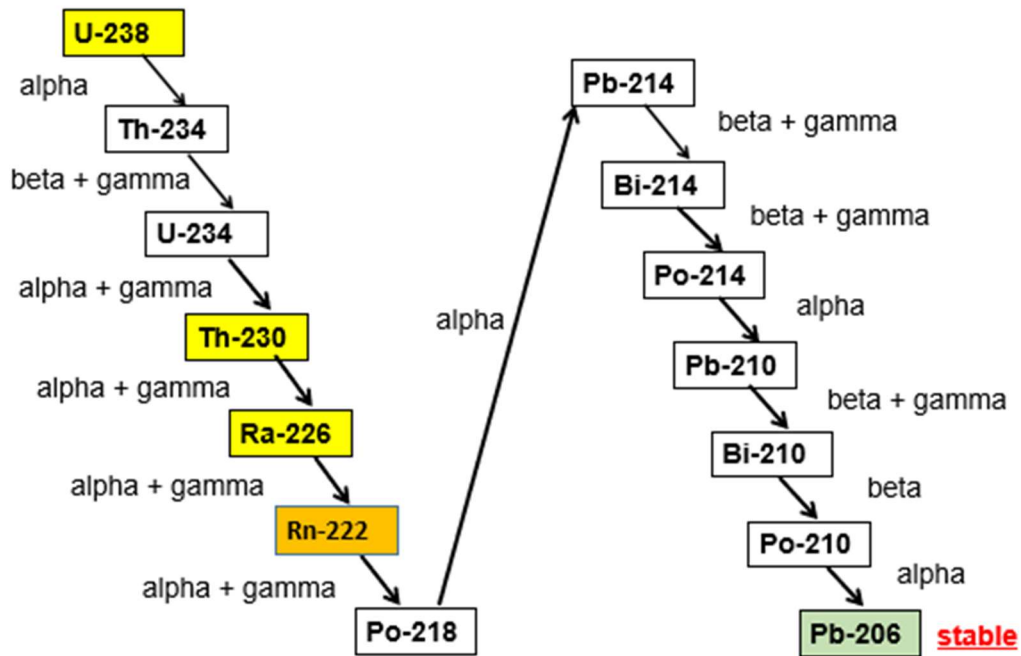 U-238
alpha
Th-234
beta + gamma
U-234
alpha + gamma
Th-230
alpha + gamma
Ra-226
alpha + gamma
Rn-222
alpha + gamma
Po-218
alpha
Pb-214
beta + gamma
Bi-214
beta + gamma
Po-214
alpha
Pb-210
beta + gamma
Bi-210
beta
Po-210
alpha
Pb-206 stable